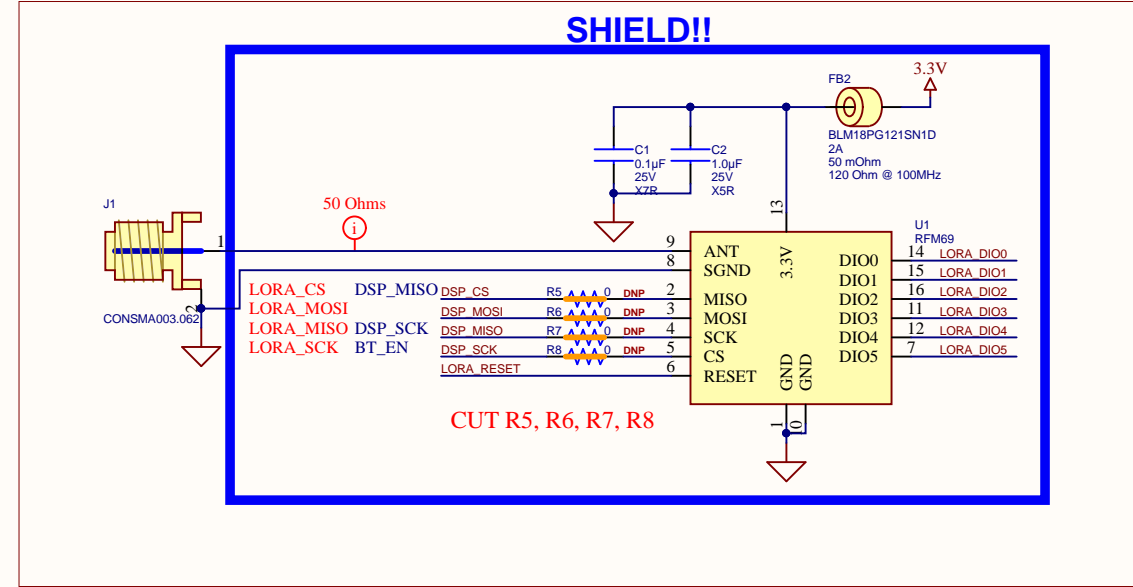 SHIELD!!
3.3V
FB2
BLM18PG121SN1D
2A
50 mOhm
120 Ohm @ 100MHz
C1
0.1µF
25V
X7R
C2
1.0µF
25V
X5R
J1
1
2
CONSMA003.062
50 Ohms
i
13
U1
RFM69
9 ANT
8 SGND
3.3V
LORA_CS DSP_MISO DSP_CS R5 0 DNP 2 MISO
LORA_MOSI DSP_MOSI R6 0 DNP 3 MOSI
LORA_MISO DSP_SCK DSP_MISO R7 0 DNP 4 SCK
LORA_SCK BT_EN DSP_SCK R8 0 DNP 5 CS
LORA_RESET 6 RESET
DIO0 14 LORA_DIO0
DIO1 15 LORA_DIO1
DIO2 16 LORA_DIO2
DIO3 11 LORA_DIO3
DIO4 12 LORA_DIO4
DIO5 7 LORA_DIO5
GND
GND
1
10
CUT R5, R6, R7, R8